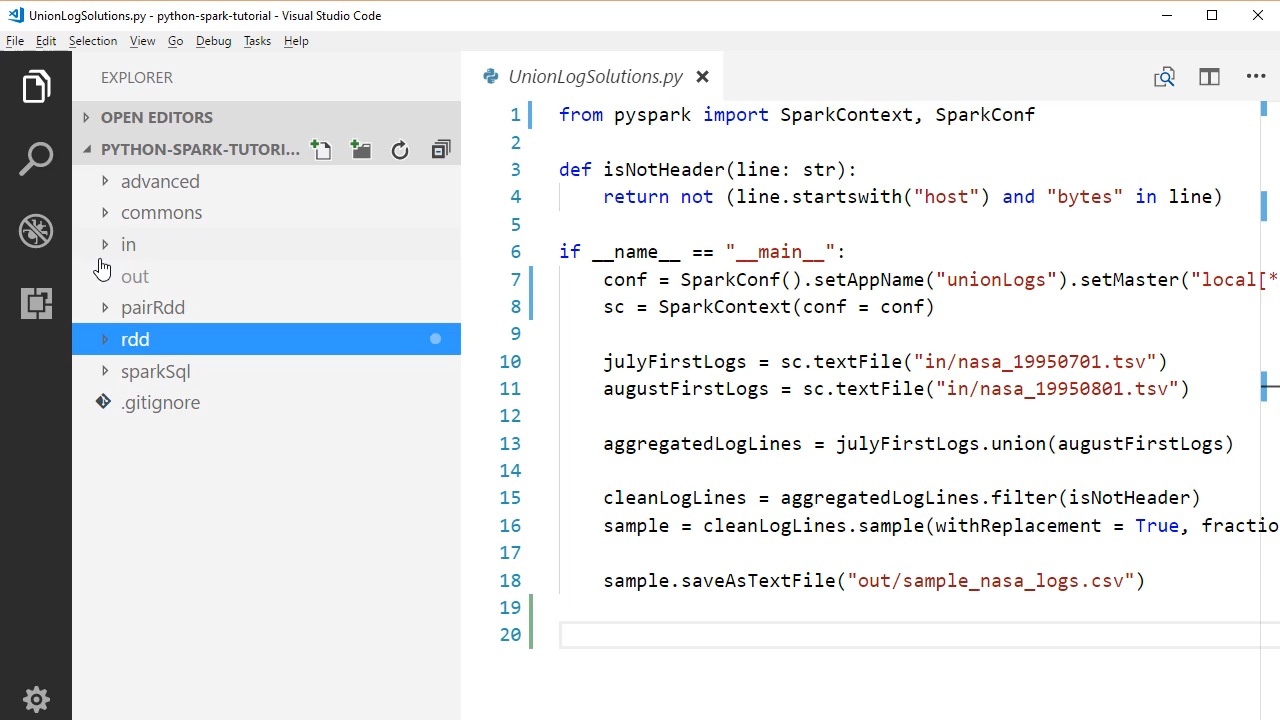 UnionLogSolutions.py - python-spark-tutorial - Visual Studio Code
File Edit Selection View Go Debug Tasks Help
EXPLORER
OPEN EDITORS
PYTHON-SPARK-TUTORI...
advanced
commons
in
out
pairRdd
rdd
sparkSql
.gitignore
UnionLogSolutions.py
1 from pyspark import SparkContext, SparkConf
2
3 def isNotHeader(line: str):
4 return not (line.startswith("host") and "bytes" in line)
5
6 if __name__ == "__main__":
7 conf = SparkConf().setAppName("unionLogs").setMaster("local[*
8 sc = SparkContext(conf = conf)
9
10 julyFirstLogs = sc.textFile("in/nasa_19950701.tsv")
11 augustFirstLogs = sc.textFile("in/nasa_19950801.tsv")
12
13 aggregatedLogLines = julyFirstLogs.union(augustFirstLogs)
14
15 cleanLogLines = aggregatedLogLines.filter(isNotHeader)
16 sample = cleanLogLines.sample(withReplacement = True, fractio
17
18 sample.saveAsTextFile("out/sample_nasa_logs.csv")
19
20